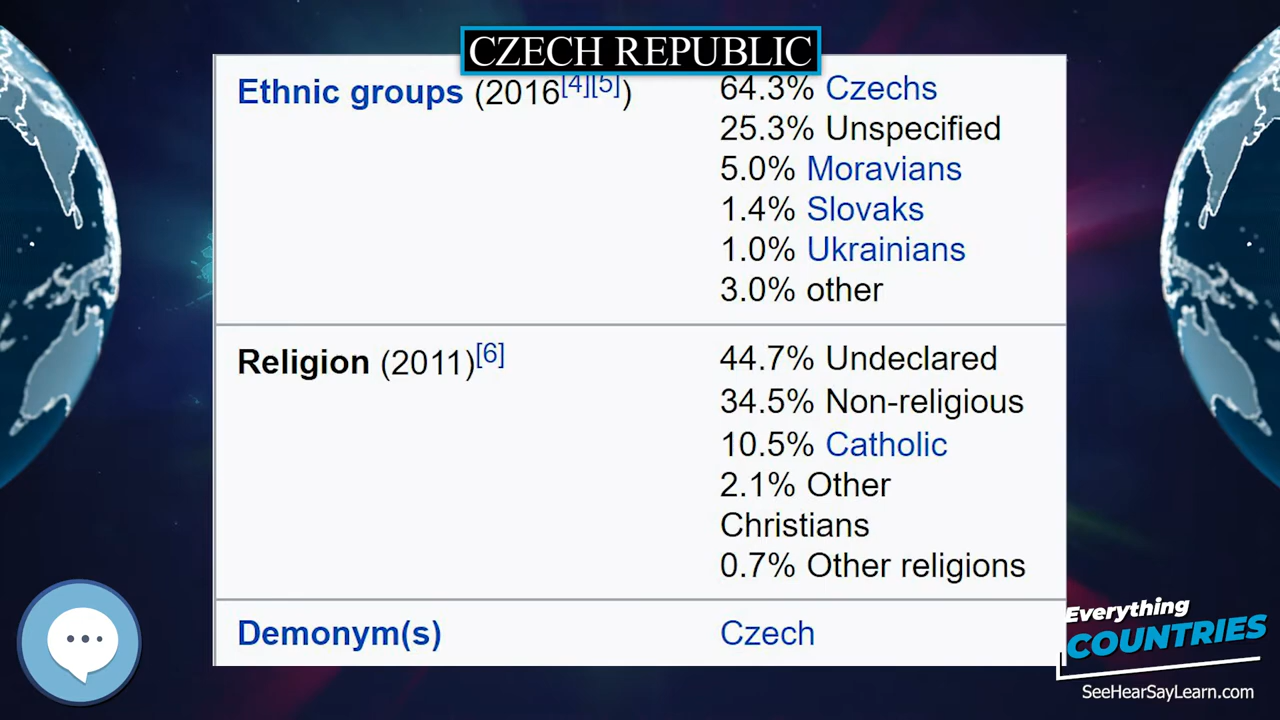 CZECH REPUBLIC
Ethnic groups (2016[4][5])
64.3% Czechs
25.3% Unspecified
5.0% Moravians
1.4% Slovaks
1.0% Ukrainians
3.0% other
Religion (2011)[6]
44.7% Undeclared
34.5% Non-religious
10.5% Catholic
2.1% Other
Christians
0.7% Other religions
Demonym(s)
Czech
Everything
COUNTRIES
SeeHearSayLearn.com